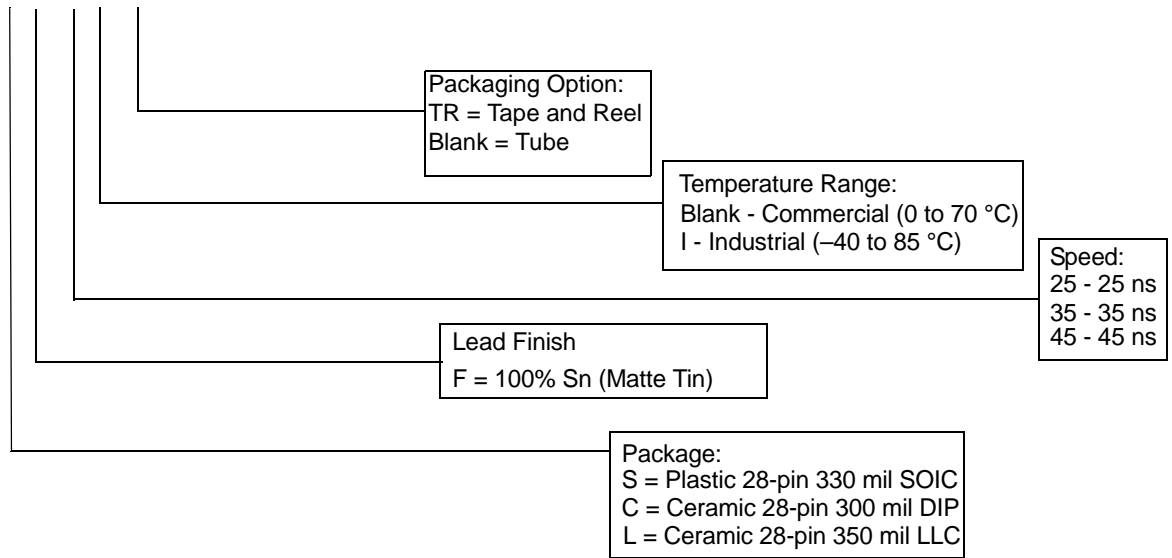 Packaging Option:
TR = Tape and Reel
Blank = Tube
Temperature Range:
Blank - Commercial (0 to 70 °C)
I - Industrial (–40 to 85 °C)
Speed:
25 - 25 ns
35 - 35 ns
45 - 45 ns
Lead Finish
F = 100% Sn (Matte Tin)
Package:
S = Plastic 28-pin 330 mil SOIC
C = Ceramic 28-pin 300 mil DIP
L = Ceramic 28-pin 350 mil LLC